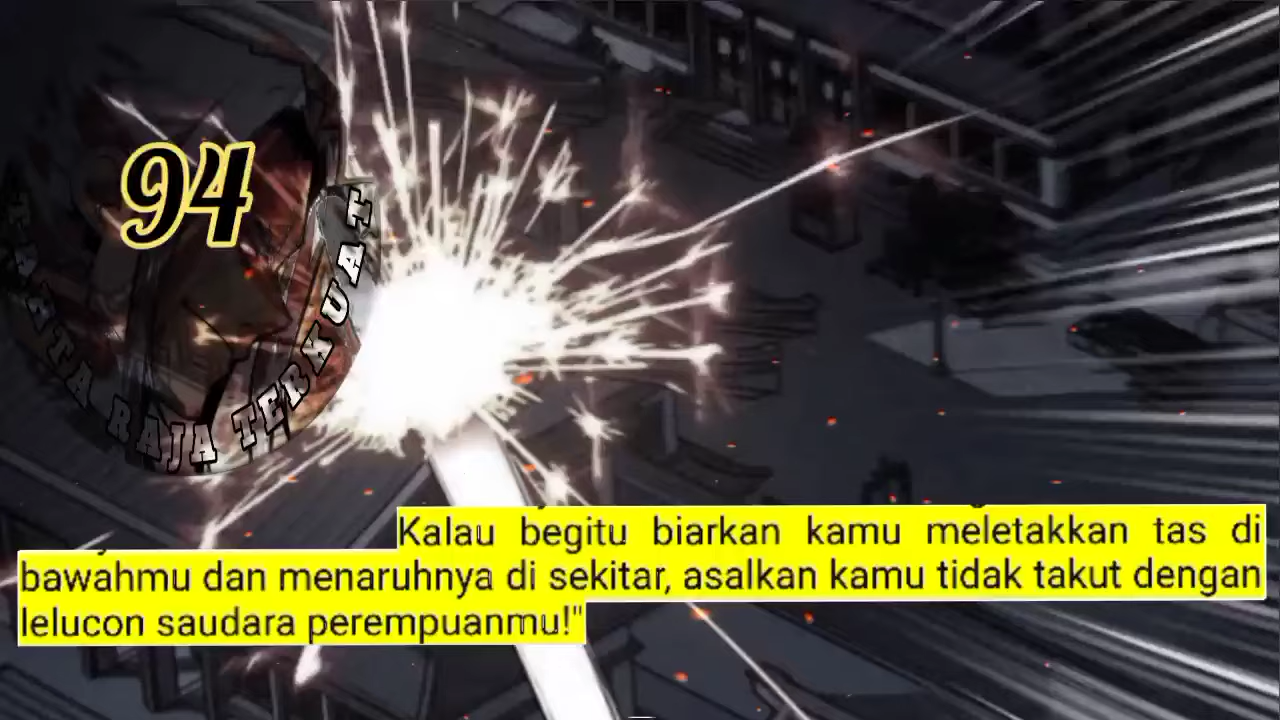 94
TAHTA RAJA TERKUAT
Kalau begitu biarkan kamu meletakkan tas di
bawahmu dan menaruhnya di sekitar, asalkan kamu tidak takut dengan
lelucon saudara perempuanmu!"